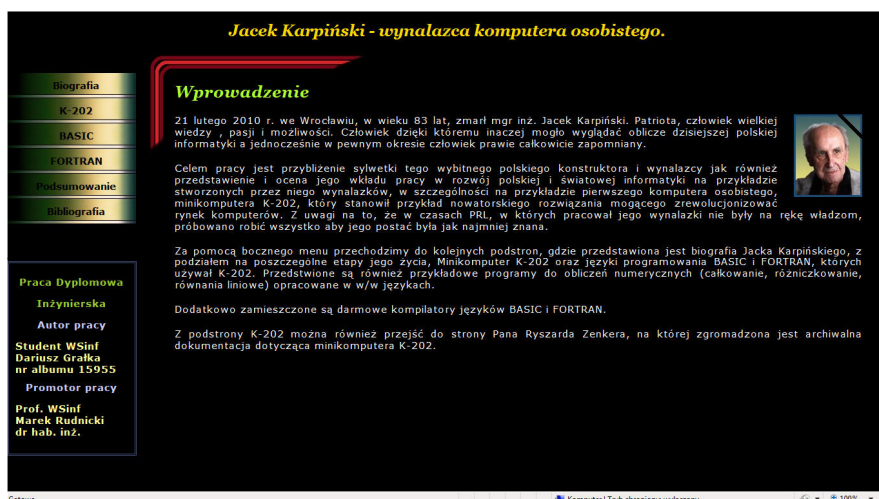 Jacek Karpiński - wynalazca komputera osobistego.
Biografia
K-202
BASIC
FORTRAN
Podsumowanie
Bibliografia
Praca Dyplomowa
Inżynierska
Autor pracy
Student WSinf
Dariusz Grałka
nr albumu 15955
Promotor pracy
Prof. WSinf
Marek Rudnicki
dr hab. inż.
Wprowadzenie
21 lutego 2010 r. we Wrocławiu, w wieku 83 lat, zmarł mgr inż. Jacek Karpiński. Patriota, człowiek wielkiej
wiedzy , pasji i możliwości. Człowiek dzięki któremu inaczej mogło wyglądać oblicze dzisiejszej polskiej
informatyki a jednocześnie w pewnym okresie człowiek prawie całkowicie zapomniany.
Celem pracy jest przybliżenie sylwetki tego wybitnego polskiego konstruktora i wynalazcy jak również
przedstawienie i ocena jego wkładu pracy w rozwój polskiej i światowej informatyki na przykładzie
stworzonych przez niego wynalazków, w szczególności na przykładzie pierwszego komputera osobistego,
minikomputera K-202, który stanowił przykład nowatorskiego rozwiązania mogącego zrewolucjonizować
rynek komputerów. Z uwagi na to, że w czasach PRL, w których pracował jego wynalazki nie były na rękę władzom,
próbowano robić wszystko aby jego postać była jak najmniej znana.
Za pomocą bocznego menu przechodzimy do kolejnych podstron, gdzie przedstawiona jest biografia Jacka Karpińskiego, z
podziałem na poszczególne etapy jego życia, Minikomputer K-202 oraz języki programowania BASIC i FORTRAN, których
używał K-202. Przedstwione są również przykładowe programy do obliczeń numerycznych (całkowanie, różniczkowanie,
równania liniowe) opracowane w w/w językach.
Dodatkowo zamieszczone są darmowe kompilatory języków BASIC i FORTRAN.
Z podstrony K-202 można również przejść do strony Pana Ryszarda Zenkera, na której zgromadzona jest archiwalna
dokumentacja dotycząca minikomputera K-202.
100%